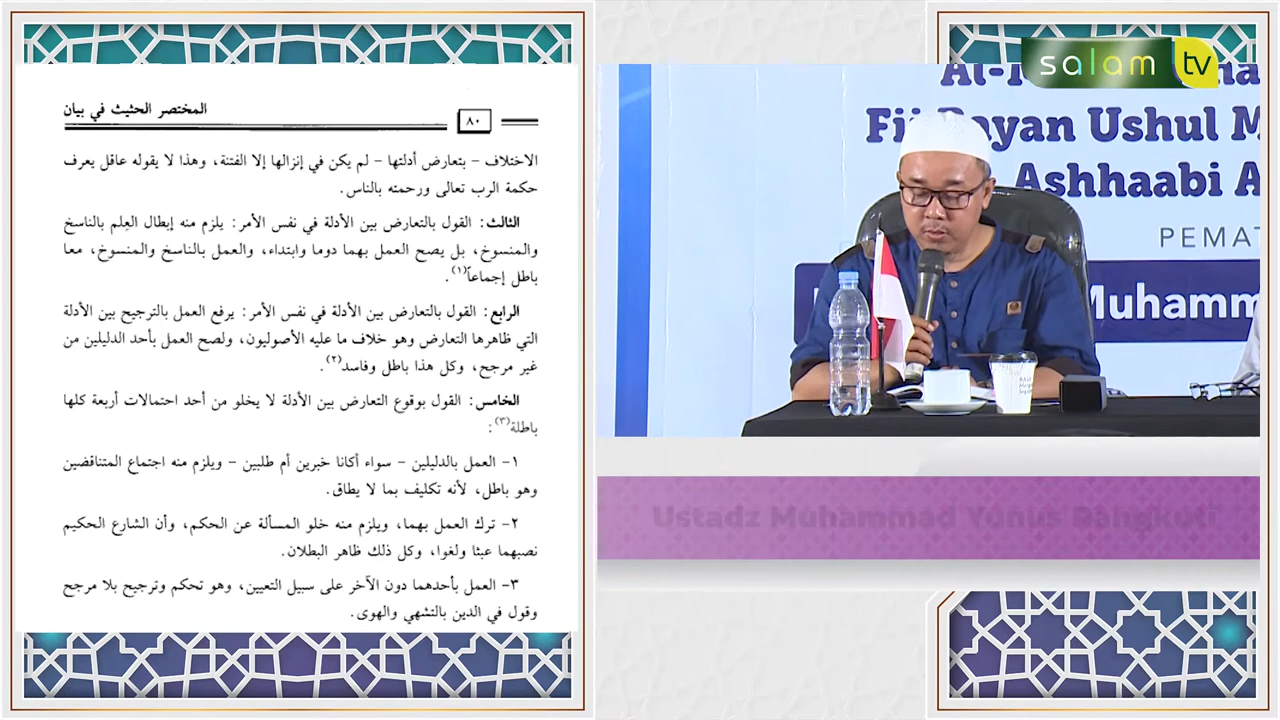 المختصر الحثيث في بيان
٨٠
الاختلاف - بتعارض أدلتها - لم يكن في إنزالها إلا الفتنة، وهذا لا يقوله عاقل يعرف
حكمة الرب تعالى ورحمته بالناس.
الثالث: القول بالتعارض بين الأدلة في نفس الأمر: يلزم منه إبطال العِلم بالناسخ
والمنسوخ، بل يصح العمل بهما دوما وابتداء، والعمل بالناسخ والمنسوخ، معا
باطل إجماعاً(١).
الرابع: القول بالتعارض بين الأدلة في نفس الأمر: يرفع العمل بالترجيح بين الأدلة
التي ظاهرها التعارض وهو خلاف ما عليه الأصوليون، ولصح العمل بأحد الدليلين من
غير مرجح، وكل هذا باطل وفاسد(٢).
الخامس: القول بوقوع التعارض بين الأدلة لا يخلو من أحد احتمالات أربعة كلها
باطلة(٣):
١- العمل بالدليلين - سواء أكانا خبرين أم طلبين - ويلزم منه اجتماع المتناقضين
وهو باطل، لأنه تكليف بما لا يطاق.
٢- ترك العمل بهما، ويلزم منه خلو المسألة عن الحكم، وأن الشارع الحكيم
نصبهما عبثا ولغوا، وكل ذلك ظاهر البطلان.
٣- العمل بأحدهما دون الآخر على سبيل التعيين، وهو تحكم وترجيح بلا مرجح
وقول في الدين بالتشهي والهوى.
salam tv
Bayan Ushul M
Ashhaabi A
PEMAT
Muhamm
Ustadz Muhammad Yunus